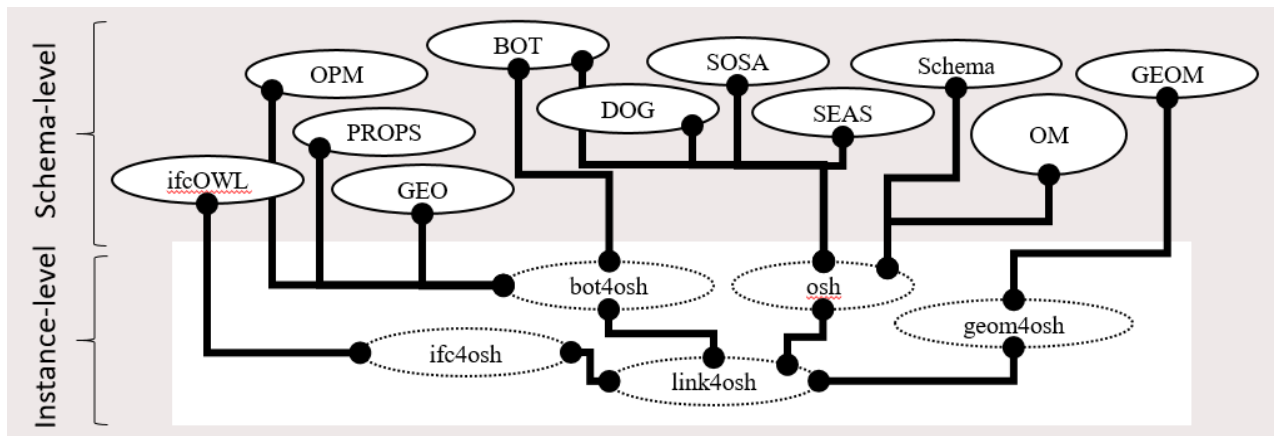 Schema-level
BOT
OPM
SOSA
Schema
GEOM
DOG
SEAS
PROPS
OM
ifcOWL
GEO
Instance-level
bot4osh
osh
geom4osh
ifc4osh
link4osh